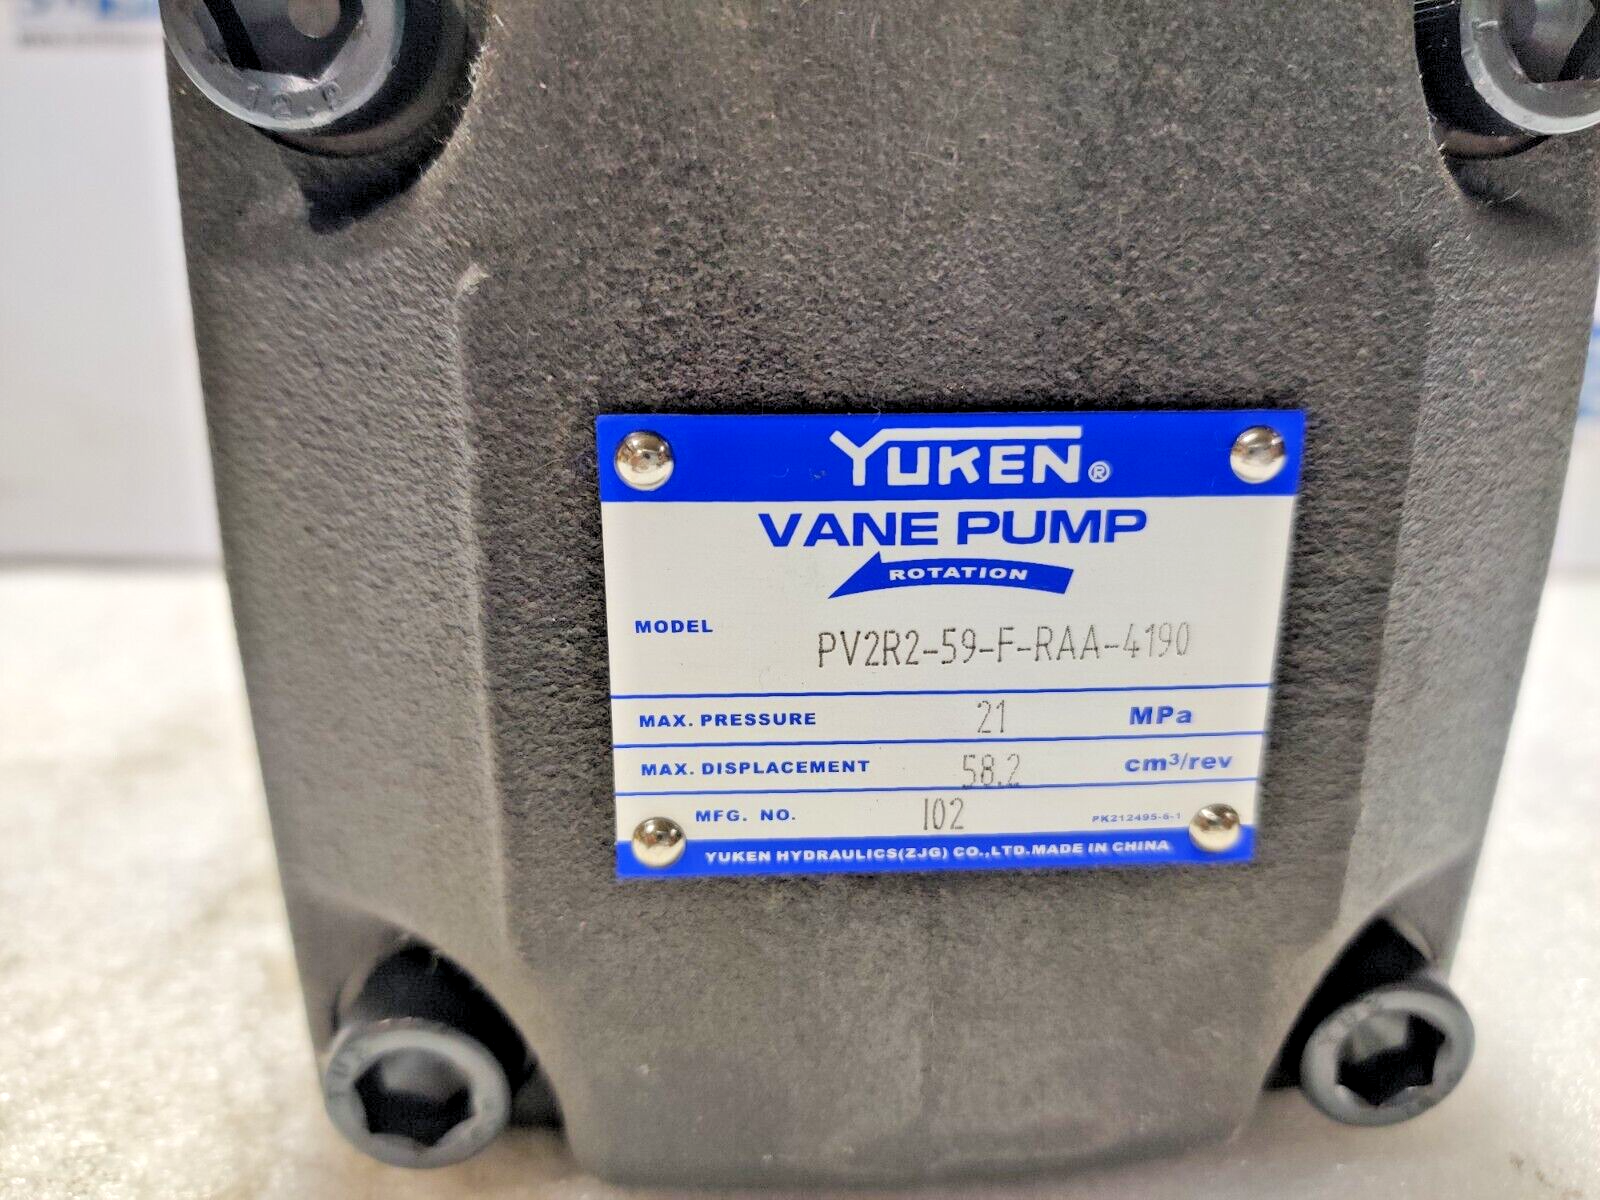 YUKEN®
VANE PUMP
ROTATION
MODEL PV2R2-59-F-RAA-4190
MAX. PRESSURE 21 MPa
MAX. DISPLACEMENT 58.2 cm³/rev
MFG. NO. 102 PK212495-6-1
YUKEN HYDRAULICS(ZJG) CO.,LTD.MADE IN CHINA